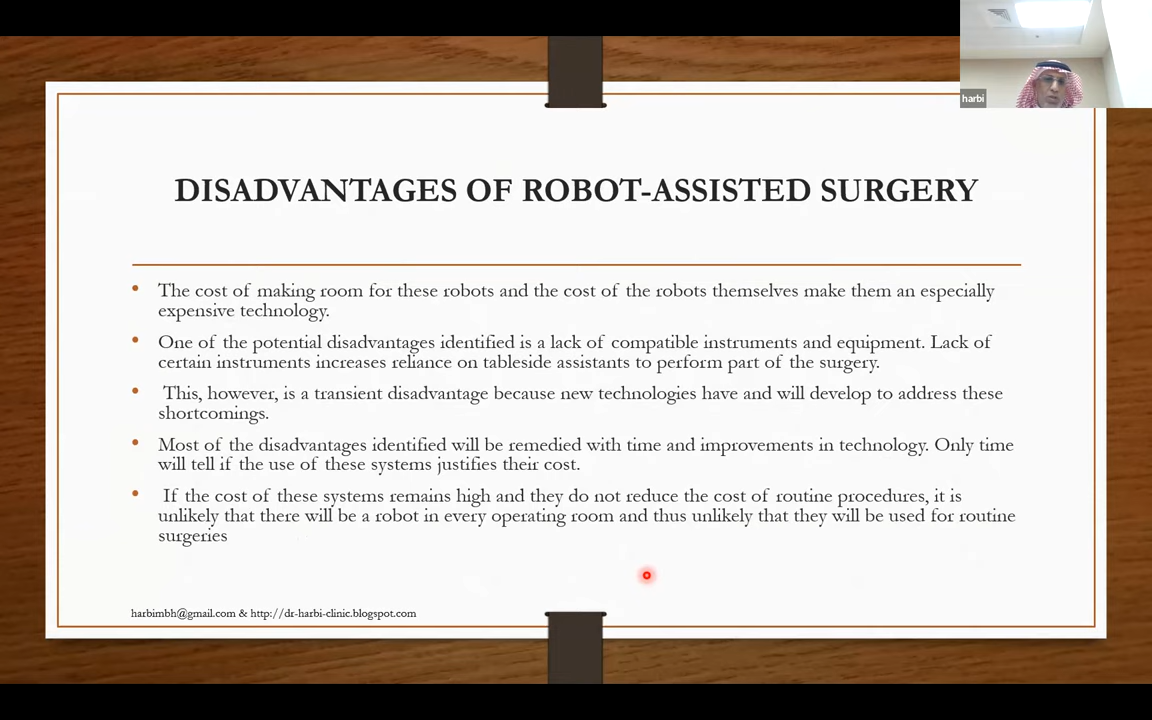 harbi
DISADVANTAGES OF ROBOT-ASSISTED SURGERY
• The cost of making room for these robots and the cost of the robots themselves make them an especially
expensive technology.
• One of the potential disadvantages identified is a lack of compatible instruments and equipment. Lack of
certain instruments increases reliance on tableside assistants to perform part of the surgery.
• This, however, is a transient disadvantage because new technologies have and will develop to address these
shortcomings.
• Most of the disadvantages identified will be remedied with time and improvements in technology. Only time
will tell if the use of these systems justifies their cost.
• If the cost of these systems remains high and they do not reduce the cost of routine procedures, it is
unlikely that there will be a robot in every operating room and thus unlikely that they will be used for routine
surgeries
harbimbh@gmail.com & http://dr-harbi-clinic.blogspot.com